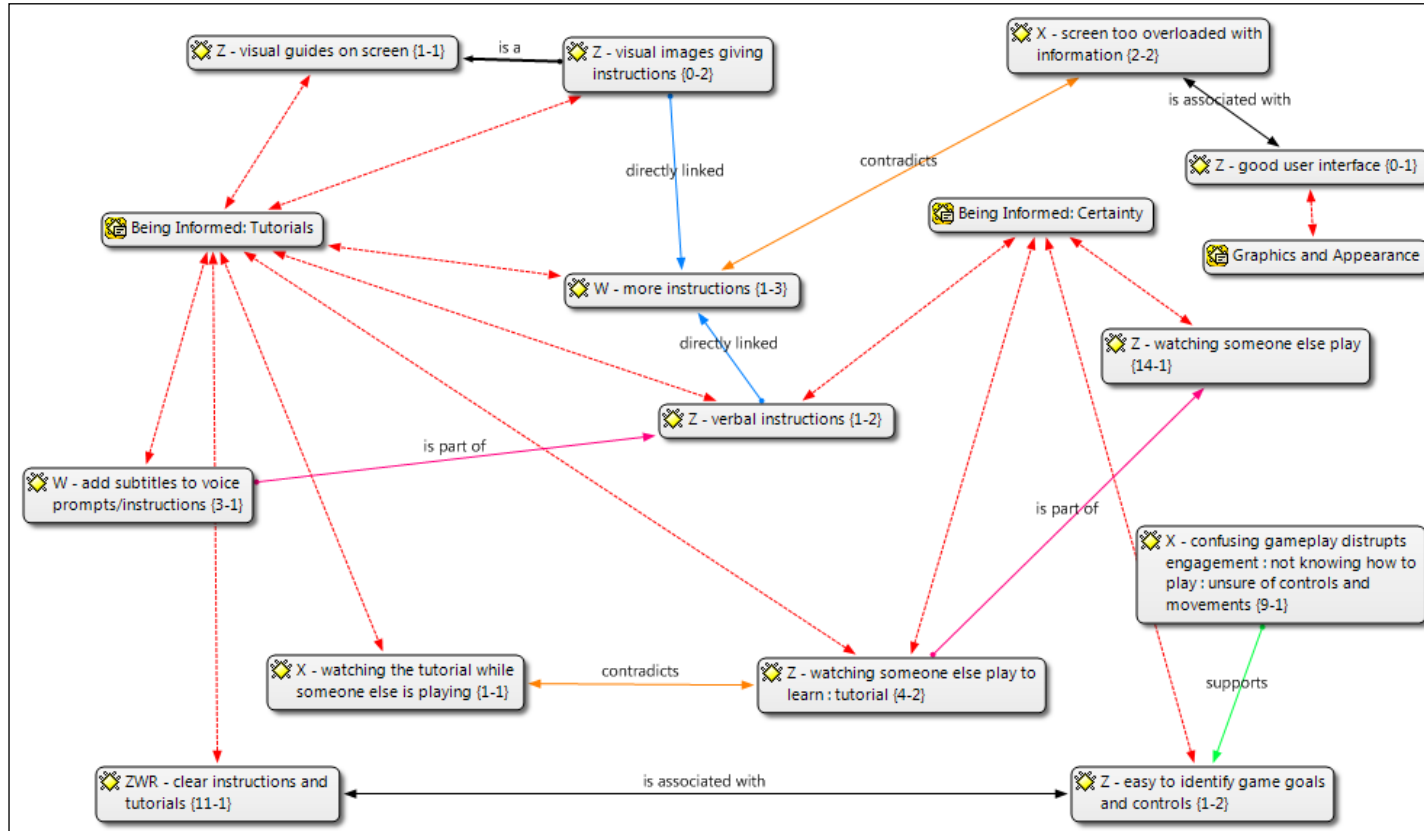 Z - visual guides on screen {1-1}
is a
Z - visual images giving
instructions {0-2}
X - screen too overloaded with
information {2-2}
is associated with
directly linked
contradicts
Z - good user interface {0-1}
Being Informed: Tutorials
Being Informed: Certainty
Graphics and Appearance
W - more instructions {1-3}
directly linked
Z - watching someone else play
{14-1}
Z - verbal instructions {1-2}
is part of
W - add subtitles to voice
prompts/instructions {3-1}
is part of
X - confusing gameplay distrupts
engagement : not knowing how to
play : unsure of controls and
movements {9-1}
X - watching the tutorial while
someone else is playing {1-1}
contradicts
Z - watching someone else play to
learn : tutorial {4-2}
supports
ZWR - clear instructions and
tutorials {11-1}
is associated with
Z - easy to identify game goals
and controls {1-2}